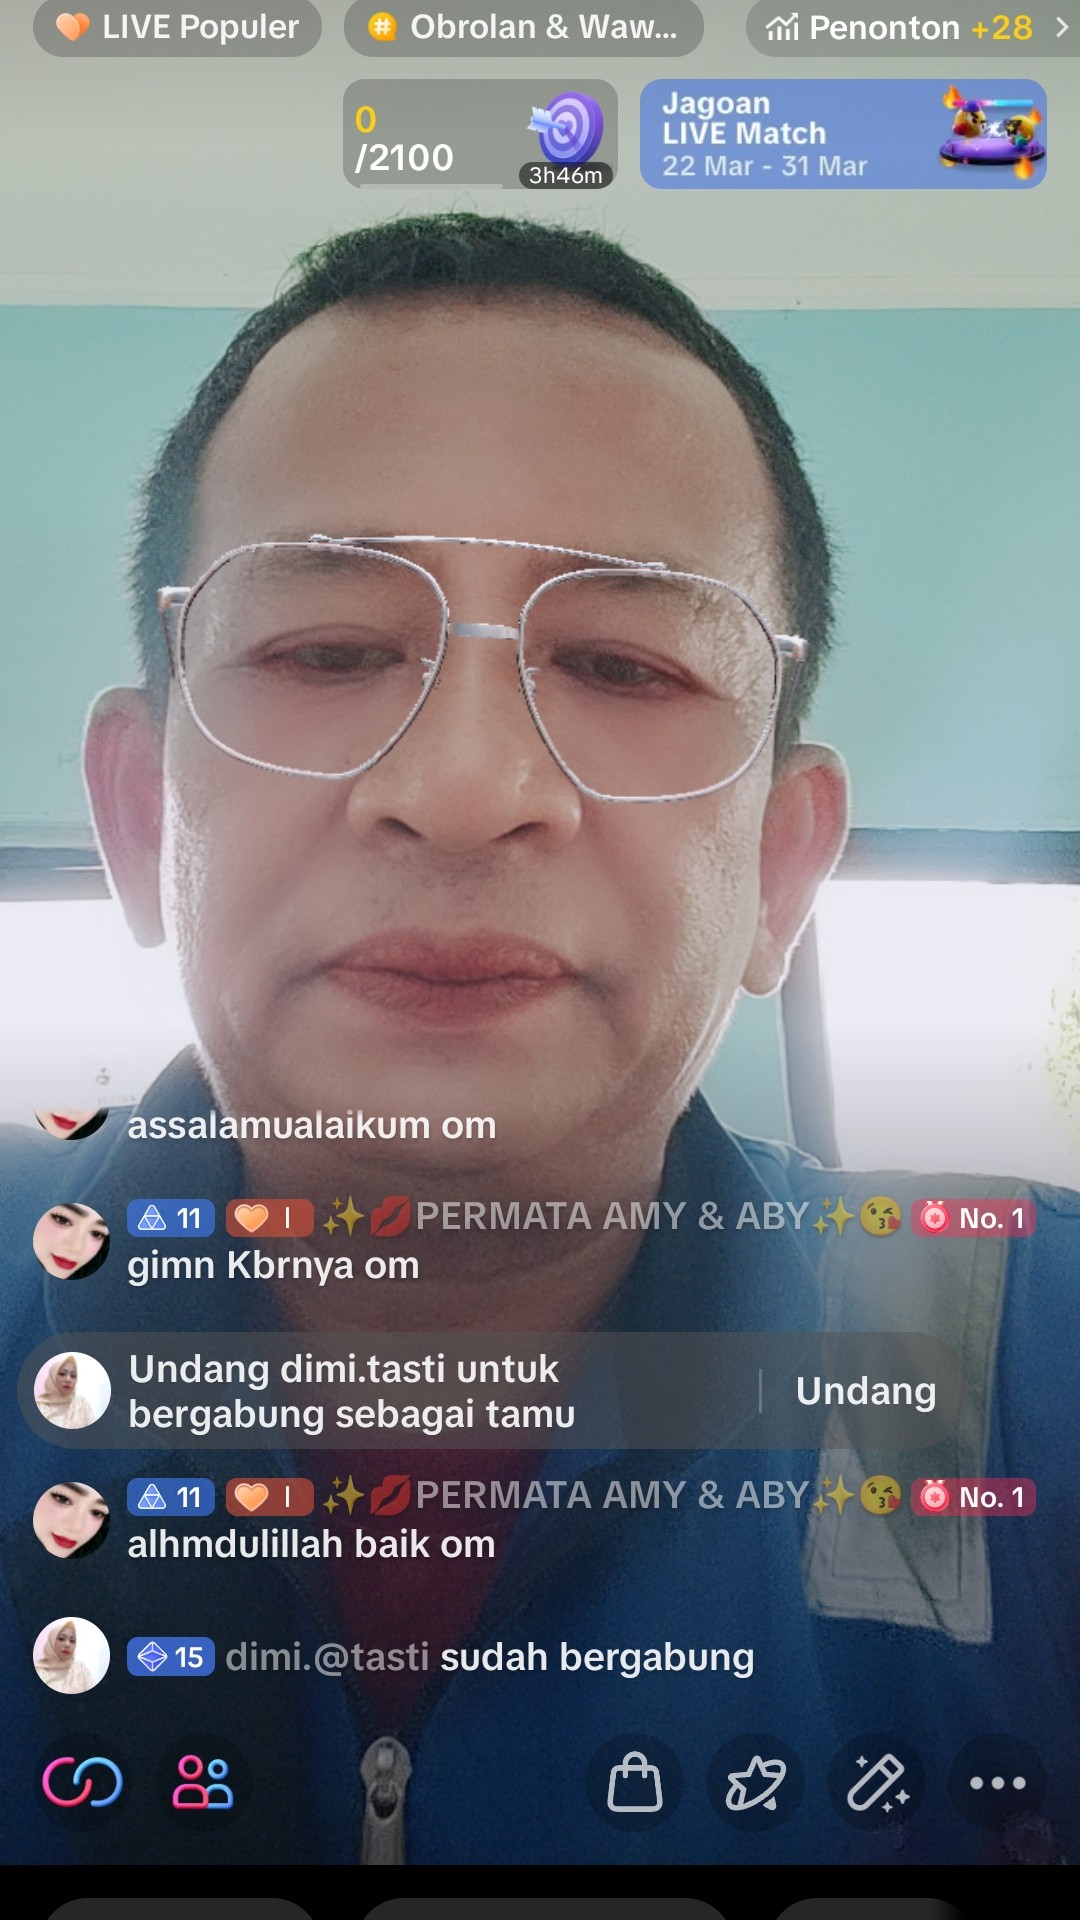 LIVE Populer
Obrolan & Waw...
Penonton +28
0
/2100
3h46m
Jagoan
LIVE Match
22 Mar - 31 Mar
assalamualaikum om
11 I ✨💋PERMATA AMY & ABY✨😘 No. 1
gimn Kbrnya om
Undang dimi.tasti untuk
bergabung sebagai tamu
Undang
11 I ✨💋PERMATA AMY & ABY✨😘 No. 1
alhmdulillah baik om
15 dimi.@tasti sudah bergabung